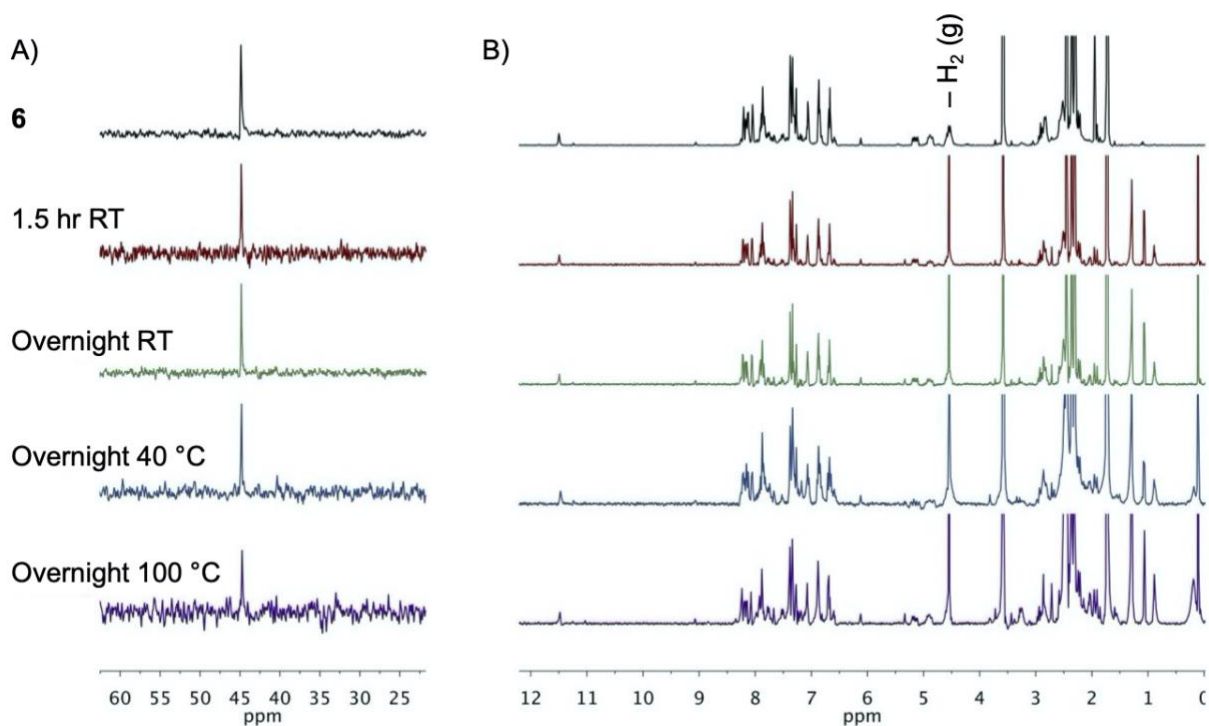 A)
B)
– H₂ (g)
6
1.5 hr RT
Overnight RT
Overnight 40 °C
Overnight 100 °C
60 55 50 45 40 35 30 25
ppm
12 11 10 9 8 7 6 5 4 3 2 1 0
ppm